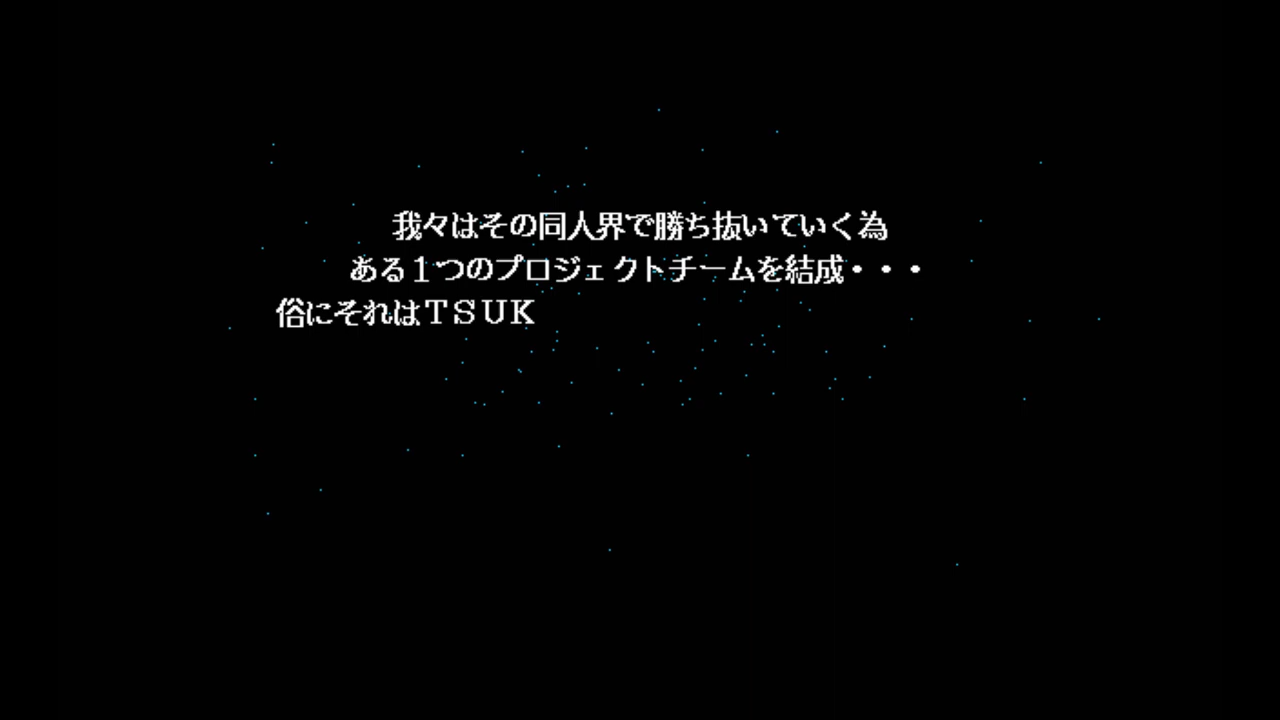 我々はその同人界で勝ち抜いていく為
ある１つのプロジェクトチームを結成・・・
俗にそれはＴＳＵＫ